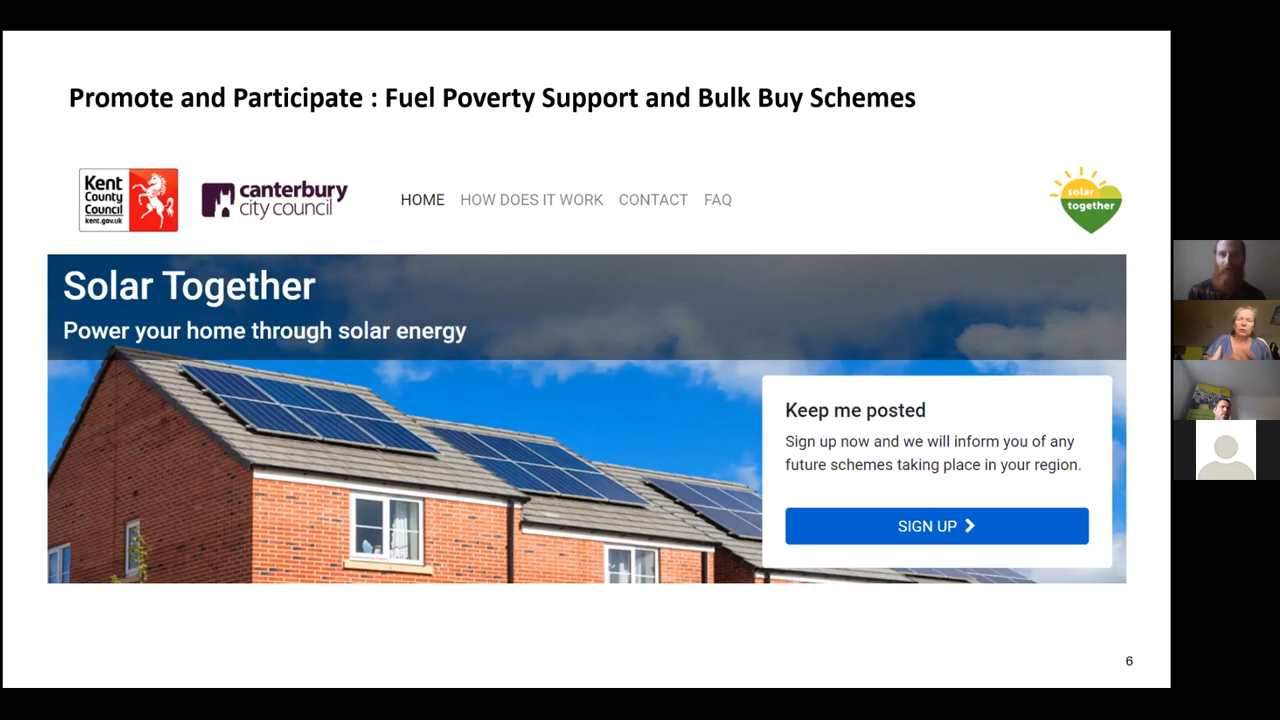 Promote and Participate : Fuel Poverty Support and Bulk Buy Schemes
Kent
County
Council
kent.gov.uk
canterbury
city council
HOME HOW DOES IT WORK CONTACT FAQ
solar
together
Solar Together
Power your home through solar energy
Keep me posted
Sign up now and we will inform you of any
future schemes taking place in your region.
SIGN UP
6